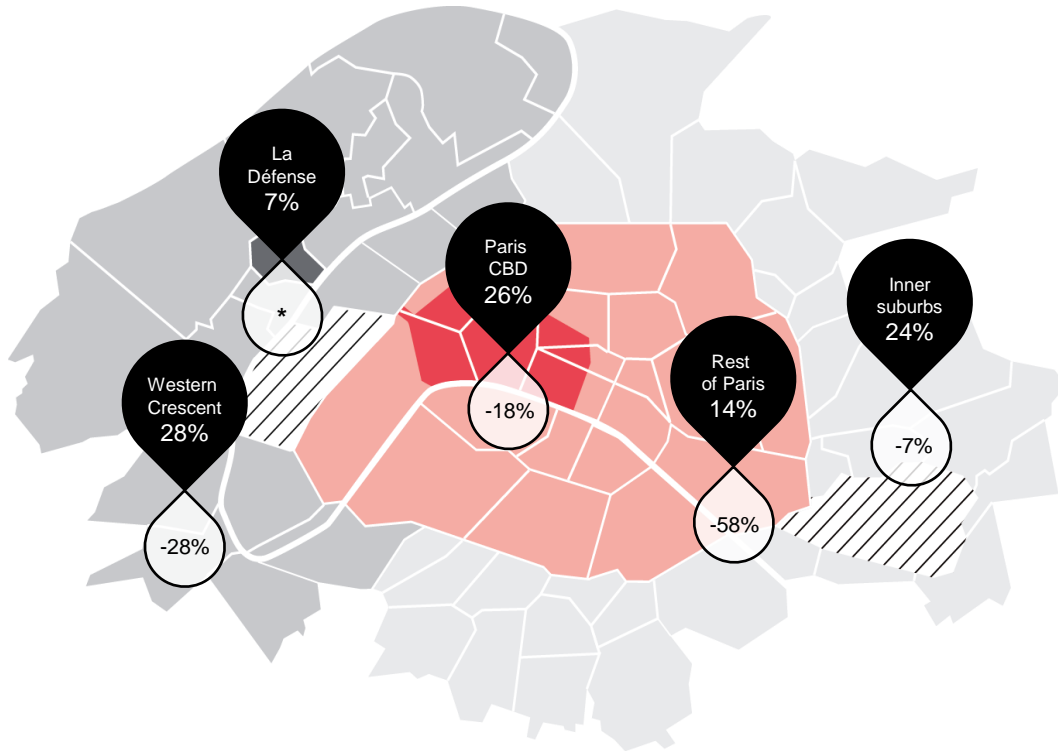 La
Défense
7%
*
Paris
CBD
26%
-18%
Inner
suburbs
24%
-7%
Western
Crescent
28%
-28%
Rest
of Paris
14%
-58%